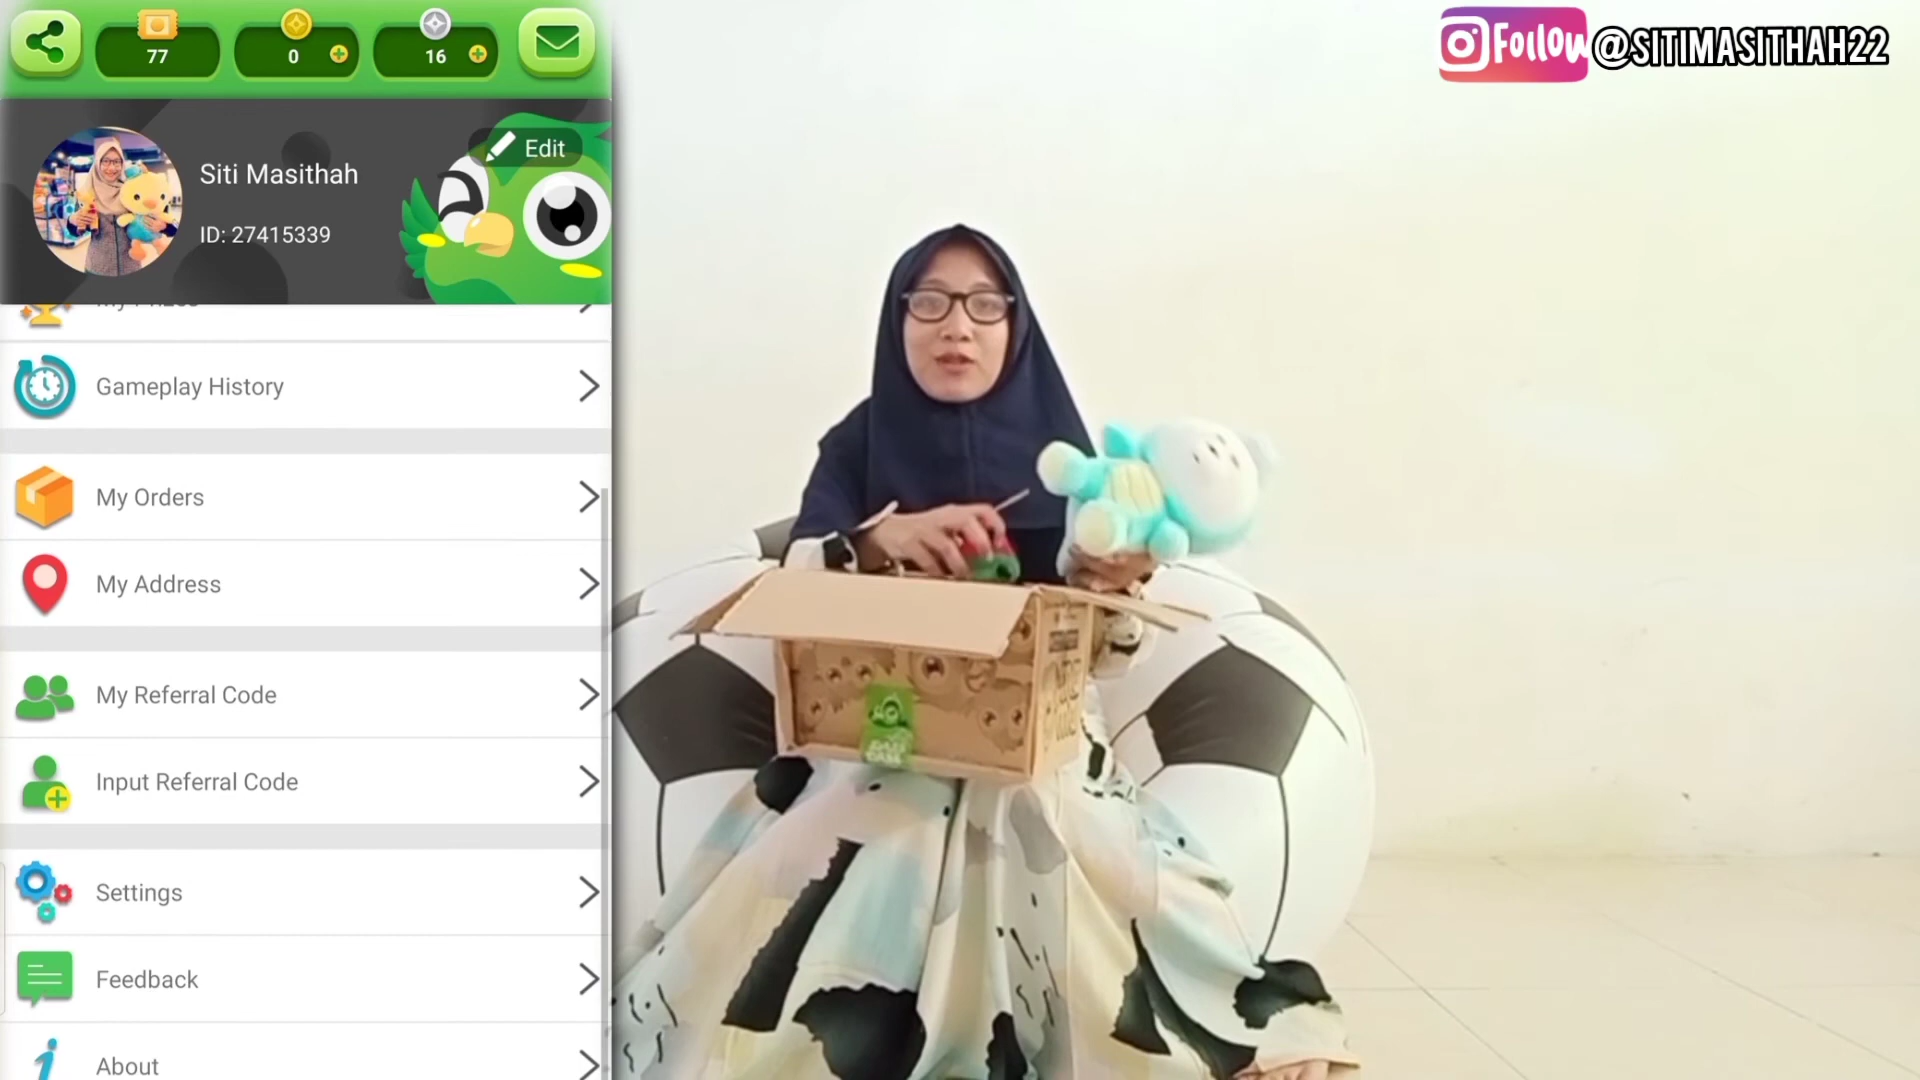 77
0
16
Follow @SITIMASITHAH22
Edit
Siti Masithah
ID: 27415339
Gameplay History
My Orders
My Address
My Referral Code
Input Referral Code
Settings
Feedback
About